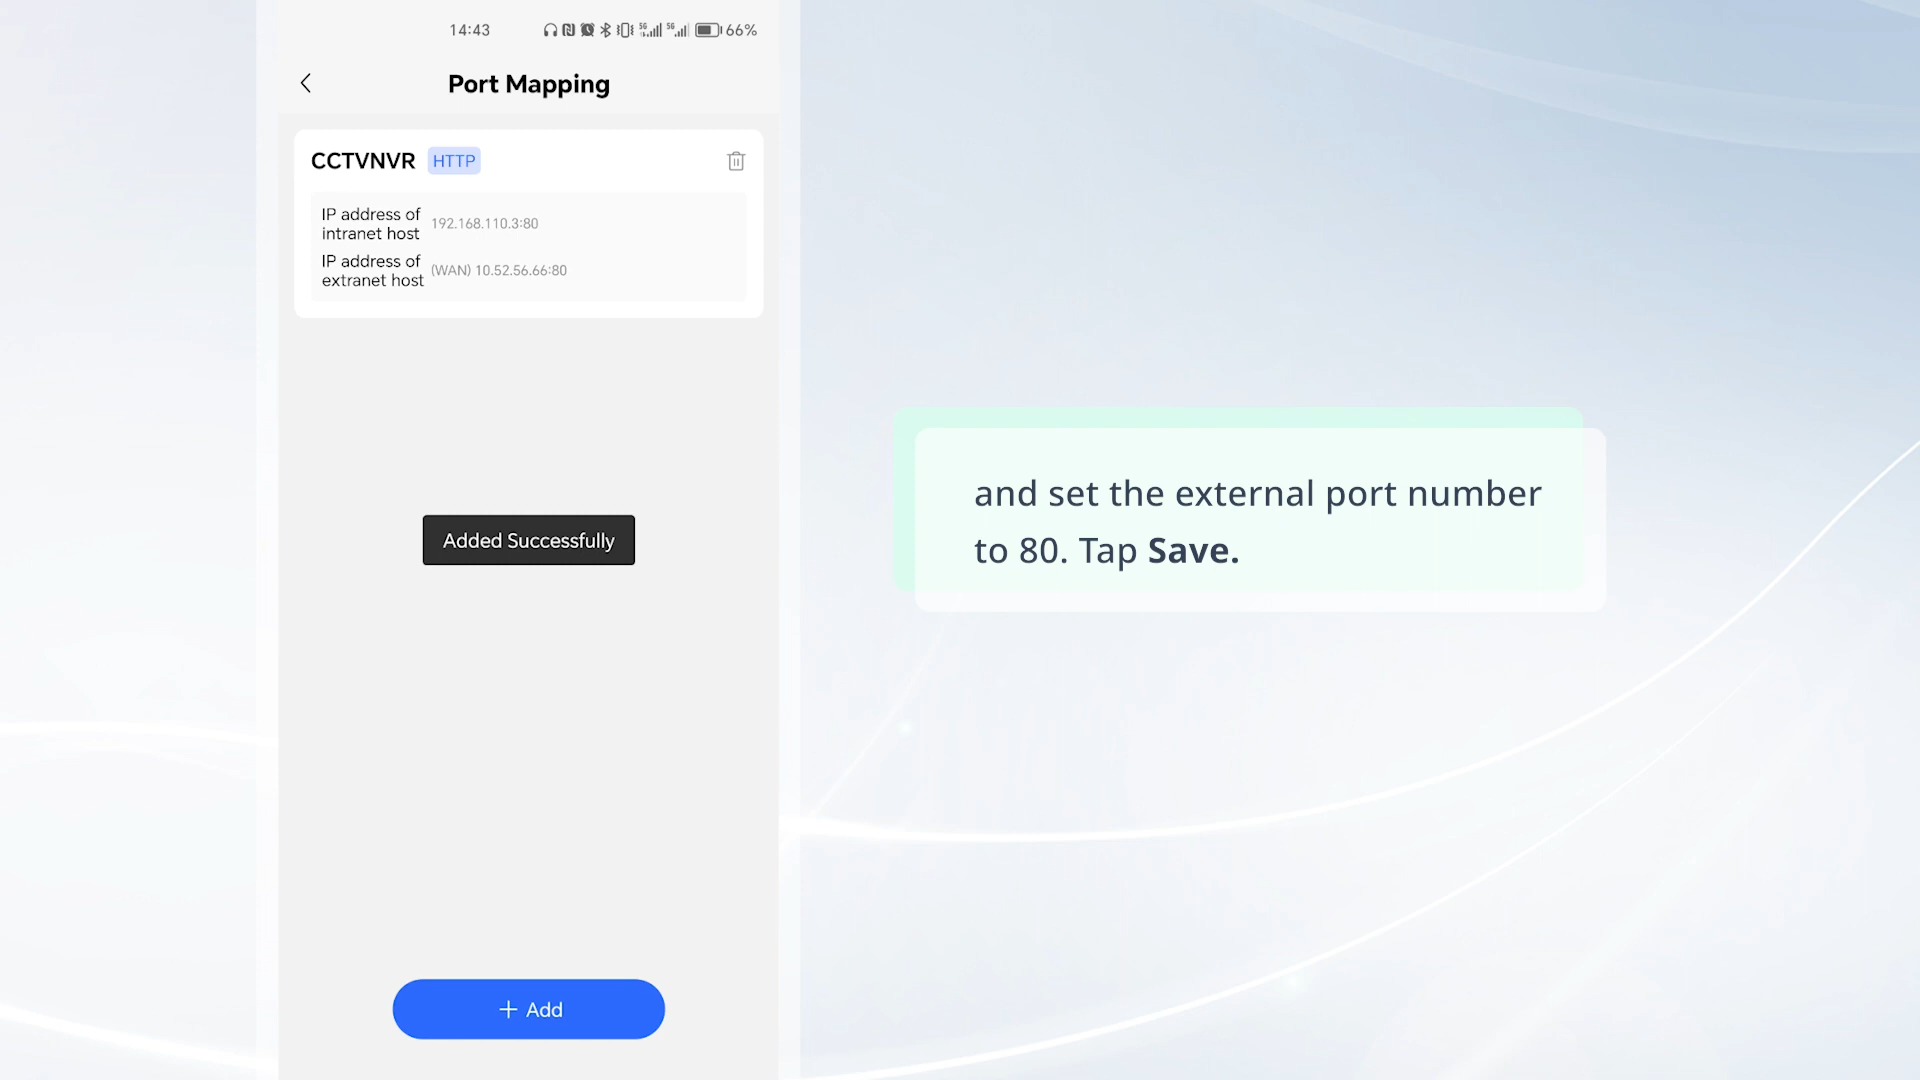 14:43
5G 5G 66%
Port Mapping
CCTVNVR HTTP
IP address of
intranet host
192.168.110.3:80
IP address of
extranet host
(WAN) 10.52.56.66:80
and set the external port number
to 80. Tap Save.
Added Successfully
+ Add